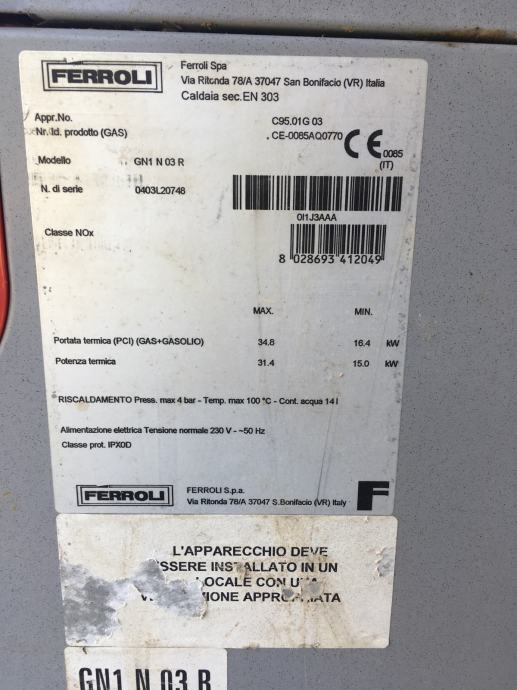 FERROLI
Ferroli Spa
Via Ritonda 78/A 37047 San Bonifacio (VR) Italia
Caldaia sec.EN 303
Appr.No. C95.01G 03
Nr. Id. prodotto (GAS) CE-0085AQ0770
CE 0085
(IT)
Modello GN1 N 03 R
N. di serie 0403L20748
0I1J3AAA
Classe NOx
8 028693 412049
MAX. MIN.
Portata termica (PCI) (GAS+GASOLIO) 34.8 16.4 kW
Potenza termica 31.4 15.0 kW
RISCALDAMENTO Press. max 4 bar - Temp. max 100 °C - Cont. acqua 14 l
Alimentazione elettrica Tensione normale 230 V - ~50 Hz
Classe prot. IPX0D
FERROLI
FERROLI S.p.a.
Via Ritonda 78/A 37047 S.Bonifacio (VR) Italy
F
L'APPARECCHIO DEVE
ESSERE INSTALLATO IN UN
LOCALE CON UNA
APPROPRIATA
GN1 N 03 R